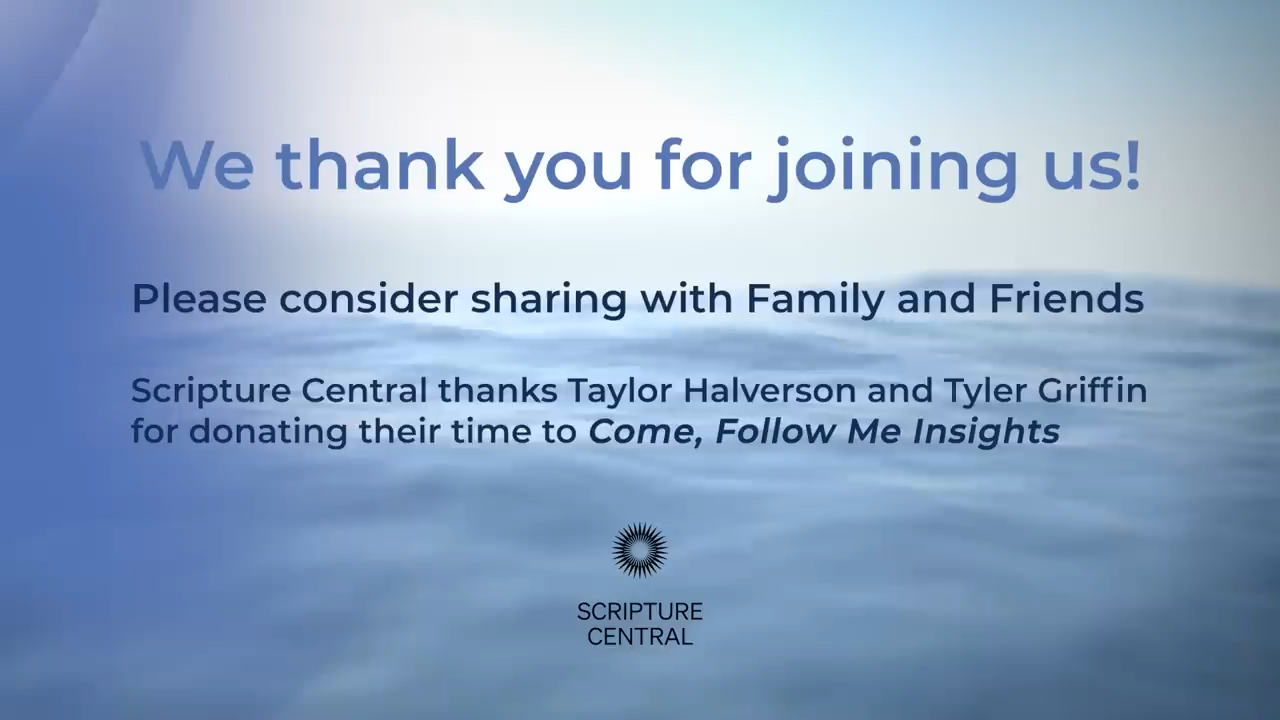 We thank you for joining us!
Please consider sharing with Family and Friends
Scripture Central thanks Taylor Halverson and Tyler Griffin
for donating their time to Come, Follow Me Insights
SCRIPTURE
CENTRAL